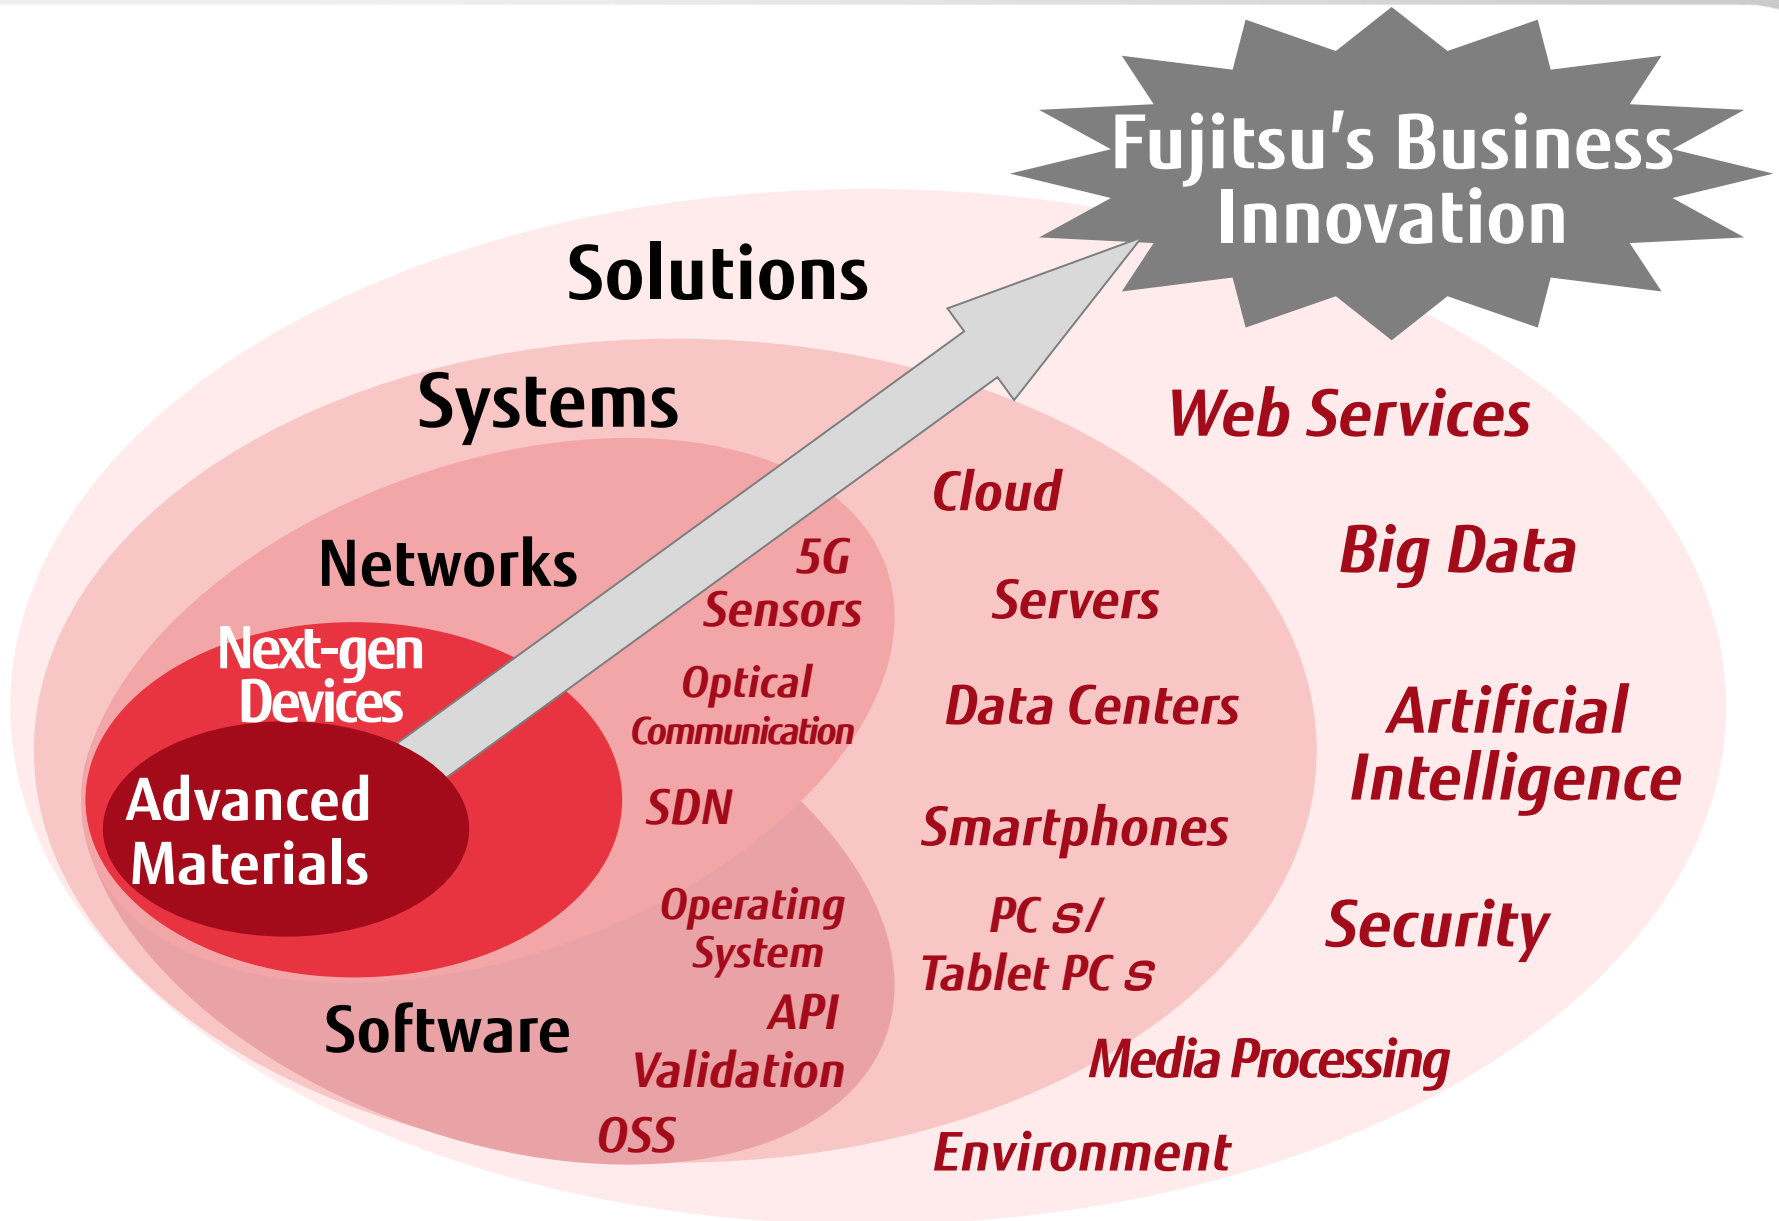 Fujitsu's Business
Innovation
Solutions
Systems
Web Services
Cloud
Big Data
Networks
5G
Sensors
Servers
Next-gen
Devices
Optical
Communication
Data Centers
Artificial
Intelligence
Advanced
Materials
SDN
Smartphones
Operating
System
PC s/
Tablet PC s
Security
Software
API
Validation
Media Processing
OSS
Environment